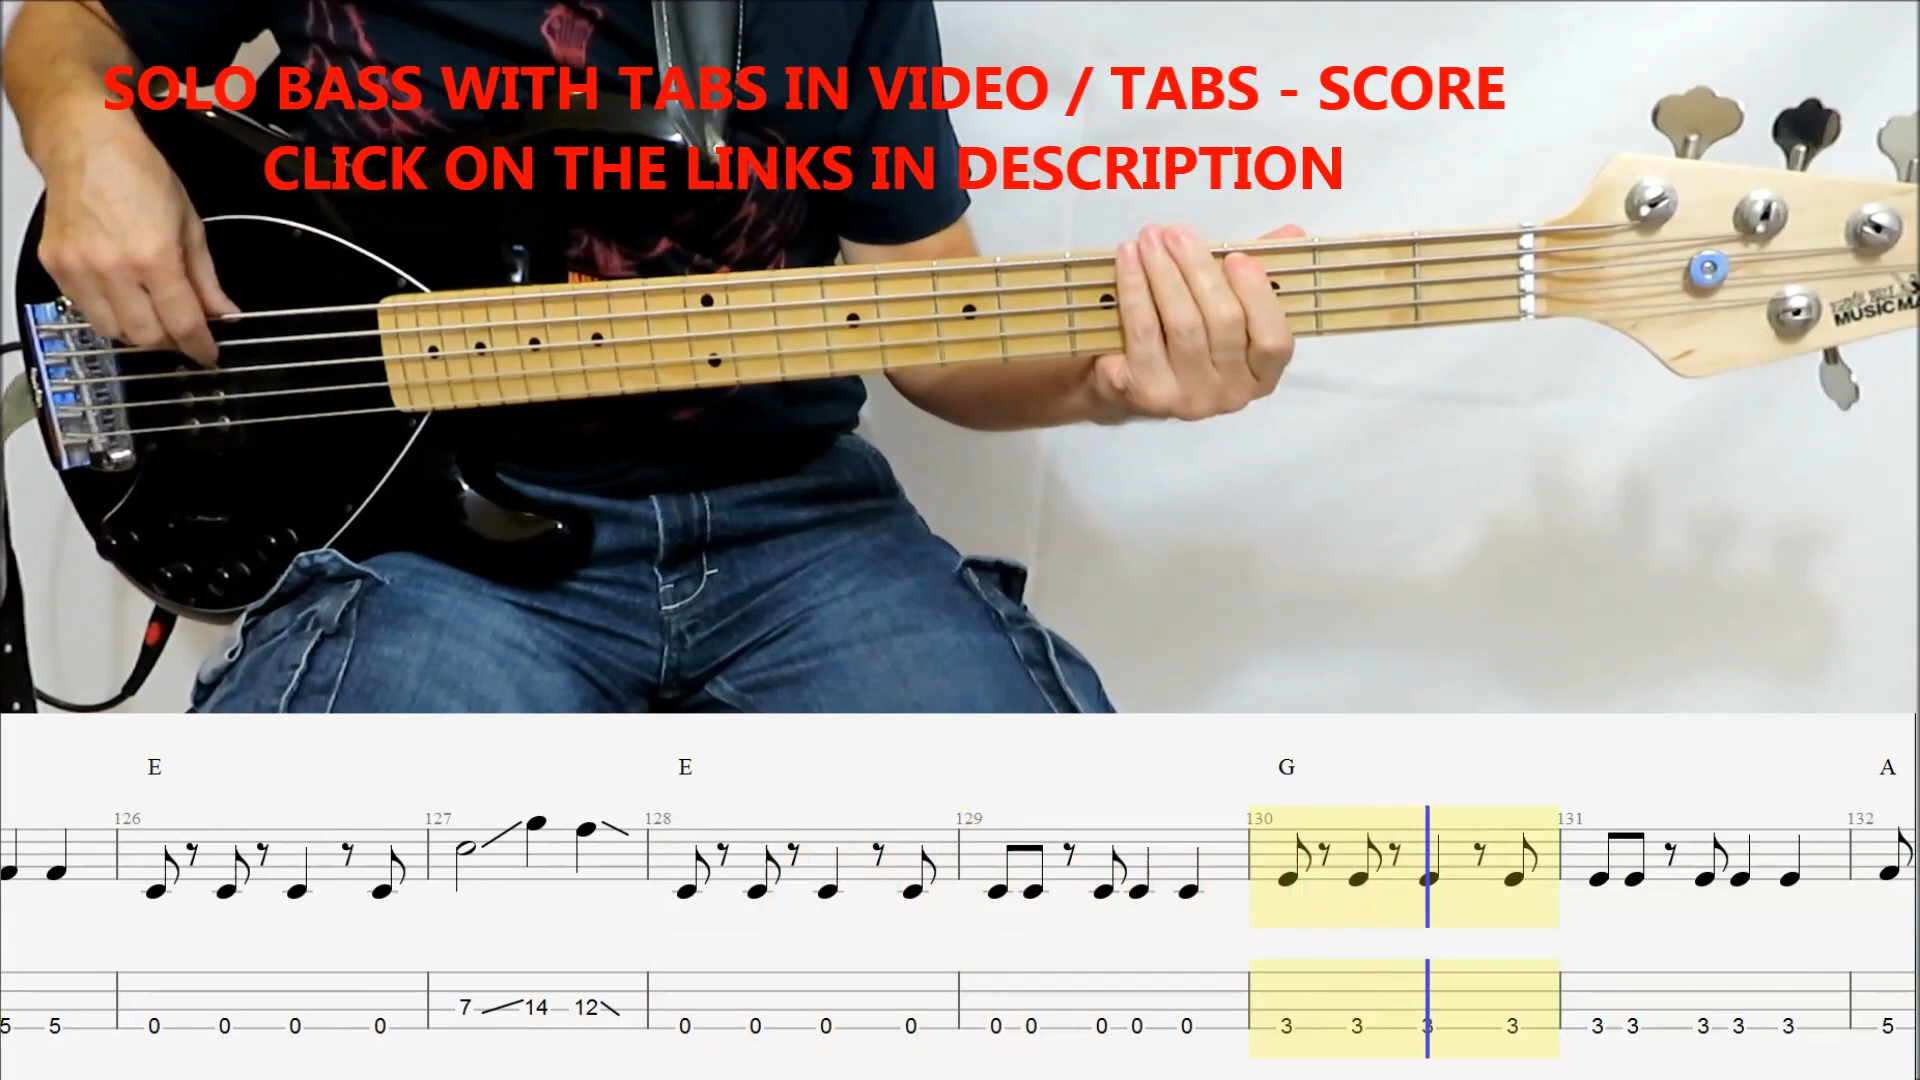 SOLO BASS WITH TABS IN VIDEO / TABS - SCORE
CLICK ON THE LINKS IN DESCRIPTION
MUSIC MA
E E G A
126 127 128 129 130 131 132
5 5 0 0 0 0 7 14 12 0 0 0 0 0 0 0 0 0 3 3 3 3 3 3 3 3 3 5